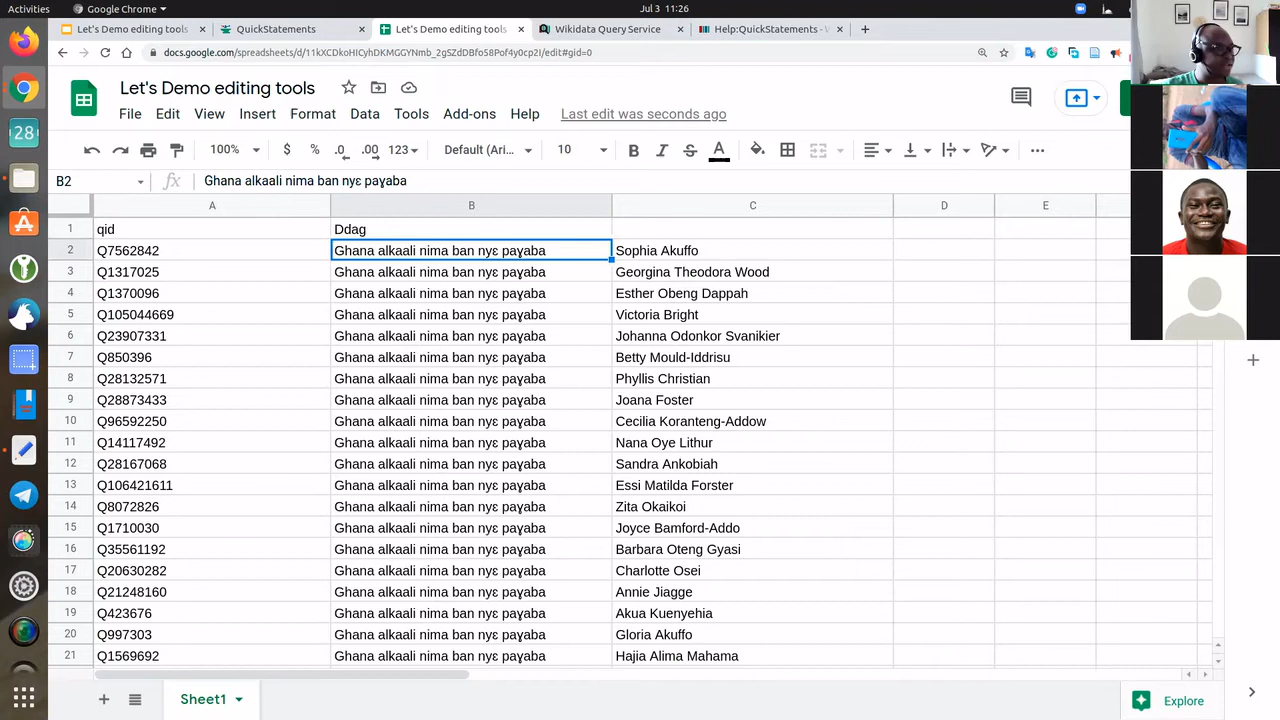 Activities
Google Chrome
Jul 3 11:26
Let's Demo editing tools
QuickStatements
Let's Demo editing tools
Wikidata Query Service
Help:QuickStatements
Let's Demo editing tools
File Edit View Insert Format Data Tools Add-ons Help Last edit was seconds ago
100% $ % .0 .00 123 Default (Ari... 10 B I S A
B2 fx Ghana alkaali nima ban nyɛ paɣaba
A B C D E
1 qid Ddag
2 Q7562842 Ghana alkaali nima ban nyɛ paɣaba Sophia Akuffo
3 Q1317025 Ghana alkaali nima ban nyɛ paɣaba Georgina Theodora Wood
4 Q1370096 Ghana alkaali nima ban nyɛ paɣaba Esther Obeng Dappah
5 Q105044669 Ghana alkaali nima ban nyɛ paɣaba Victoria Bright
6 Q23907331 Ghana alkaali nima ban nyɛ paɣaba Johanna Odonkor Svanikier
7 Q850396 Ghana alkaali nima ban nyɛ paɣaba Betty Mould-Iddrisu
8 Q28132571 Ghana alkaali nima ban nyɛ paɣaba Phyllis Christian
9 Q28873433 Ghana alkaali nima ban nyɛ paɣaba Joana Foster
10 Q96592250 Ghana alkaali nima ban nyɛ paɣaba Cecilia Koranteng-Addow
11 Q14117492 Ghana alkaali nima ban nyɛ paɣaba Nana Oye Lithur
12 Q28167068 Ghana alkaali nima ban nyɛ paɣaba Sandra Ankobiah
13 Q106421611 Ghana alkaali nima ban nyɛ paɣaba Essi Matilda Forster
14 Q8072826 Ghana alkaali nima ban nyɛ paɣaba Zita Okaikoi
15 Q1710030 Ghana alkaali nima ban nyɛ paɣaba Joyce Bamford-Addo
16 Q35561192 Ghana alkaali nima ban nyɛ paɣaba Barbara Oteng Gyasi
17 Q20630282 Ghana alkaali nima ban nyɛ paɣaba Charlotte Osei
18 Q21248160 Ghana alkaali nima ban nyɛ paɣaba Annie Jiagge
19 Q423676 Ghana alkaali nima ban nyɛ paɣaba Akua Kuenyehia
20 Q997303 Ghana alkaali nima ban nyɛ paɣaba Gloria Akuffo
21 Q1569692 Ghana alkaali nima ban nyɛ paɣaba Hajia Alima Mahama
Sheet1
Explore
28